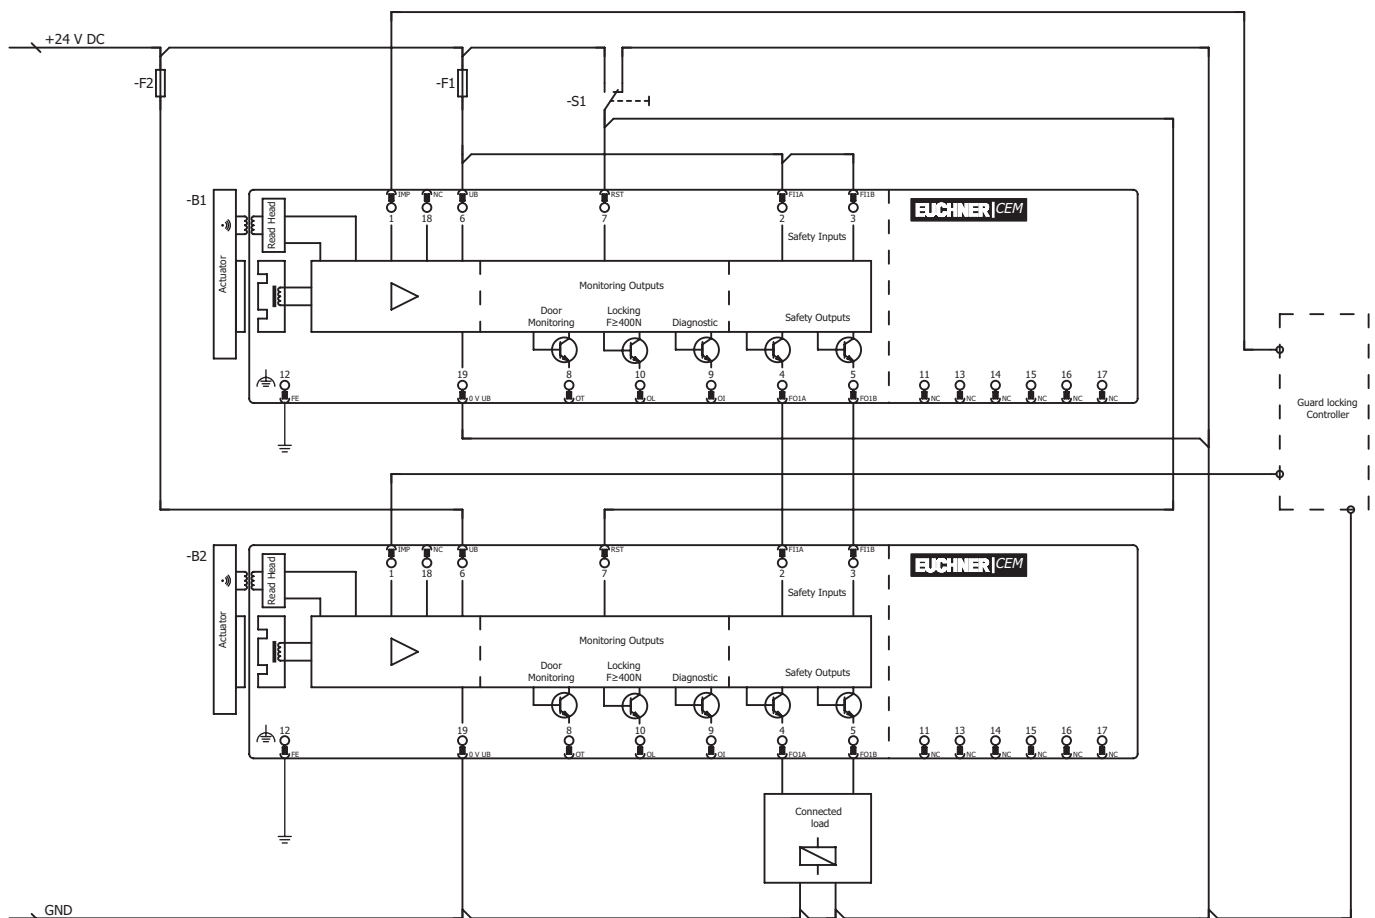 +24 V DC
-F2
-F1
-S1
-B1
IMP
NC
UB
RST
FI1A
FI1B
1
18
6
7
2
3
EUCHNER CEM
Read Head
Actuator
Safety Inputs
Monitoring Outputs
Door
Monitoring
Locking
F≥400N
Diagnostic
Safety Outputs
12
19
8
10
9
4
5
11
13
14
15
16
17
FE
0 V UB
OT
OL
OI
FO1A
FO1B
NC
NC
NC
NC
NC
NC
Guard locking
Controller
-B2
IMP
NC
UB
RST
FI1A
FI1B
1
18
6
7
2
3
EUCHNER CEM
Read Head
Actuator
Safety Inputs
Monitoring Outputs
Door
Monitoring
Locking
F≥400N
Diagnostic
Safety Outputs
12
19
8
10
9
4
5
11
13
14
15
16
17
FE
0 V UB
OT
OL
OI
FO1A
FO1B
NC
NC
NC
NC
NC
NC
Connected
load
GND